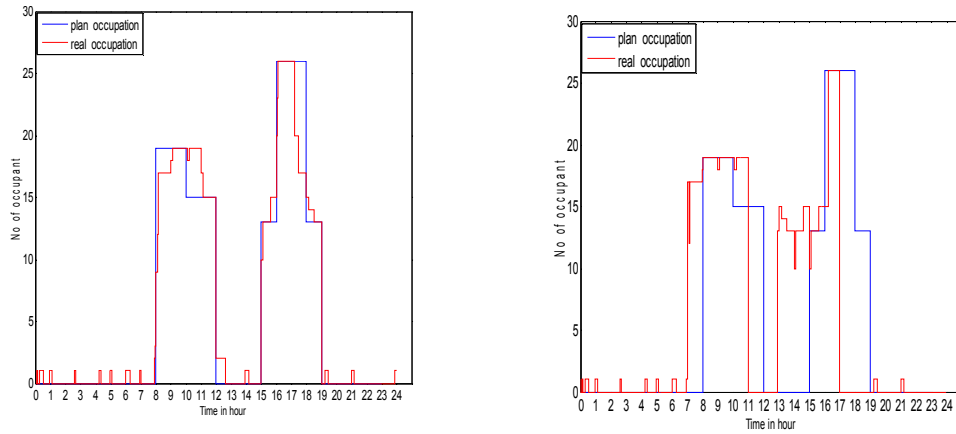 30
25
20
15
10
5
0
No of occupant
plan occupation
real occupation
0 1 2 3 4 5 6 7 8 9 10 11 12 13 14 15 16 17 18 19 20 21 22 23 24
Time in hour
30
25
20
15
10
5
0
No of occupant
plan occupation
real occupation
0 1 2 3 4 5 6 7 8 9 10 11 12 13 14 15 16 17 18 19 20 21 22 23 24
Time in hour